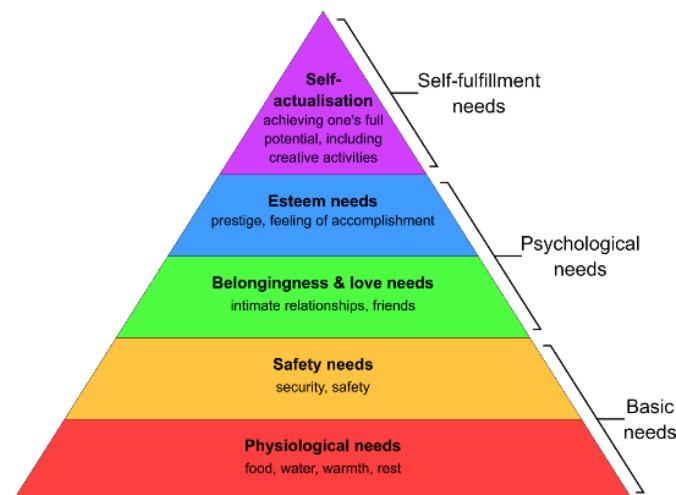 Self-
actualisation
achieving one's full
potential, including
creative activities
Self-fulfillment
needs
Esteem needs
prestige, feeling of accomplishment
Psychological
needs
Belongingness & love needs
intimate relationships, friends
Safety needs
security, safety
Basic
needs
Physiological needs
food, water, warmth, rest